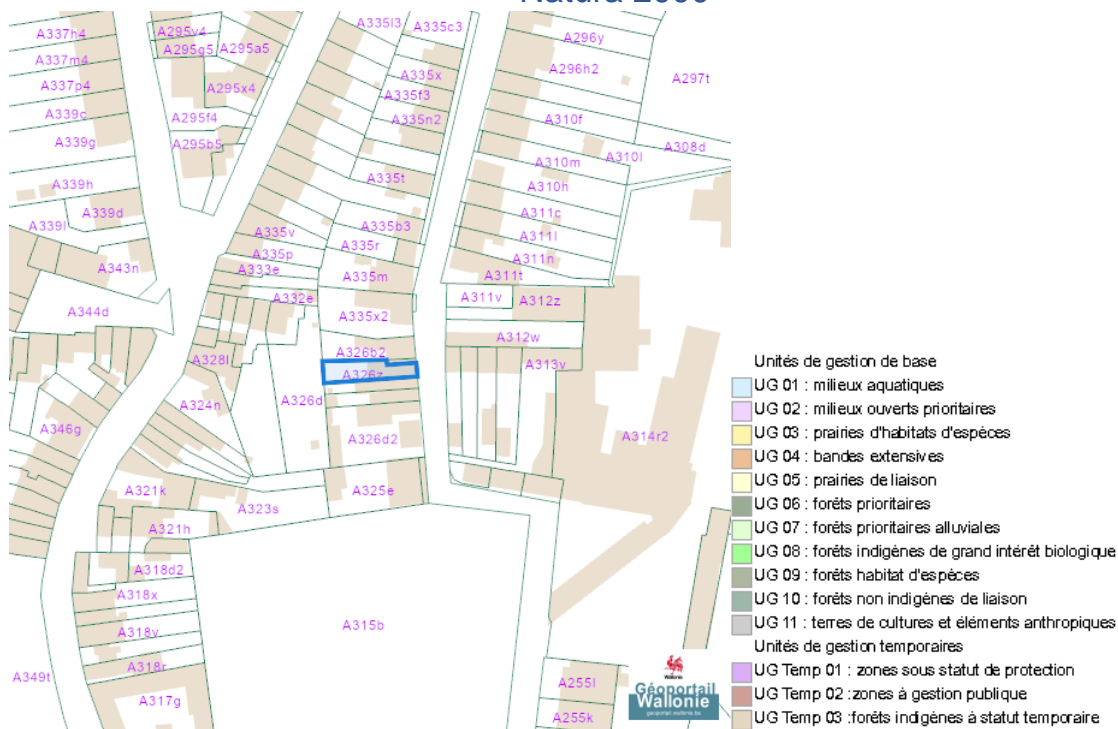 Natura 2000
A337h4
A337m4
A337p4
A339c
A339g
A339h
A339d
A339l
A343n
A344d
A346g
A349t
A295v4
A295g5
A295a5
A295x4
A295f4
A295b5
A335l3
A335c3
A335x
A335f3
A335n2
A335t
A335b3
A335v
A335r
A335p
A333e
A335m
A332e
A335x2
A326b2
A326z
A328l
A324n
A326d
A326d2
A325e
A321k
A323s
A321h
A318d2
A318x
A318v
A318r
A317g
A315b
A296y
A296h2
A297t
A310f
A308d
A310l
A310m
A310h
A311c
A311l
A311n
A311t
A311v
A312z
A312w
A313v
A314r2
A255l
A255k
Wallonie
Géoportail
Wallonie
geoportail.wallonie.be
Unités de gestion de base
UG 01 : milieux aquatiques
UG 02 : milieux ouverts prioritaires
UG 03 : prairies d'habitats d'espèces
UG 04 : bandes extensives
UG 05 : prairies de liaison
UG 06 : forêts prioritaires
UG 07 : forêts prioritaires alluviales
UG 08 : forêts indigènes de grand intérêt biologique
UG 09 : forêts habitat d'espèces
UG 10 : forêts non indigènes de liaison
UG 11 : terres de cultures et éléments anthropiques
Unités de gestion temporaires
UG Temp 01 : zones sous statut de protection
UG Temp 02 :zones à gestion publique
UG Temp 03 :forêts indigènes à statut temporaire